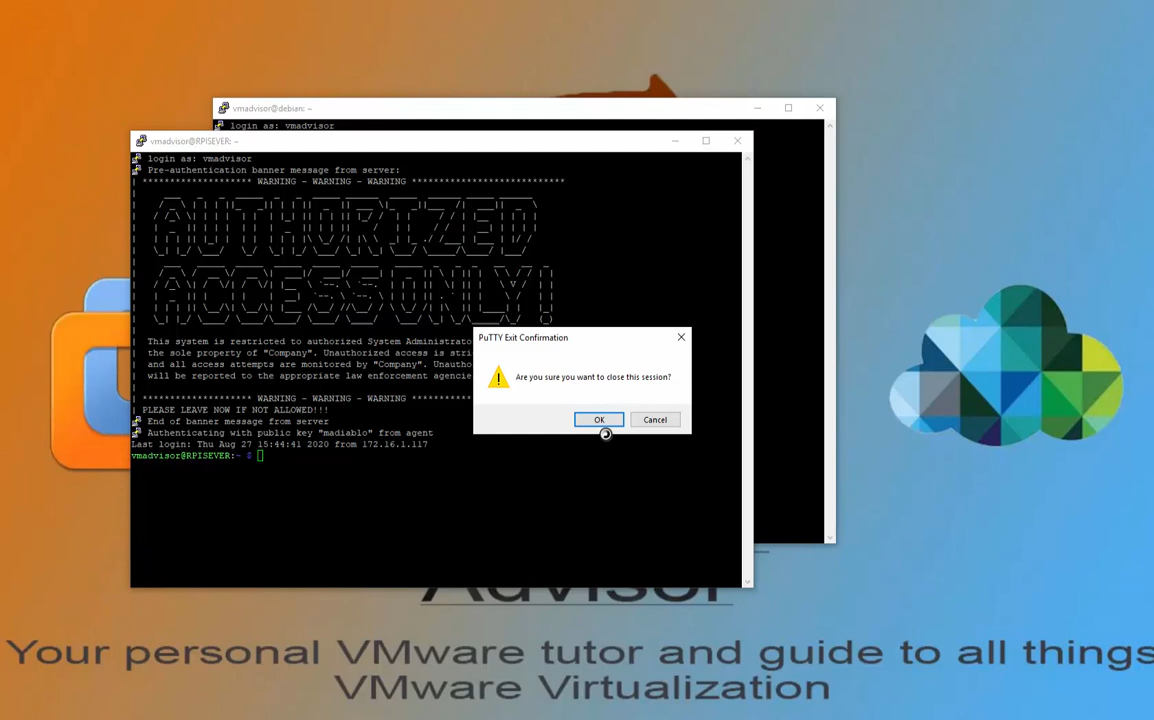 vmadvisor@debian: ~
login as: vmadvisor
vmadvisor@RPISEVER: ~
login as: vmadvisor
Pre-authentication banner message from server:
| ******************** WARNING - WARNING - WARNING ****************************
AUTHORIZED
ACCESS ONLY!
| This system is restricted to authorized System Administrato
| the sole property of "Company". Unauthorized access is stri
| and all access attempts are monitored by "Company". Unautho
| will be reported to the appropriate law enforcement agencie
| ******************** WARNING - WARNING - WARNING ***********
| PLEASE LEAVE NOW IF NOT ALLOWED!!!
End of banner message from server
Authenticating with public key "madiablo" from agent
Last login: Thu Aug 27 15:44:41 2020 from 172.16.1.117
vmadvisor@RPISEVER:~ $
PuTTY Exit Confirmation
Are you sure you want to close this session?
OK
Cancel
Advisor
Your personal VMware tutor and guide to all things
VMware Virtualization